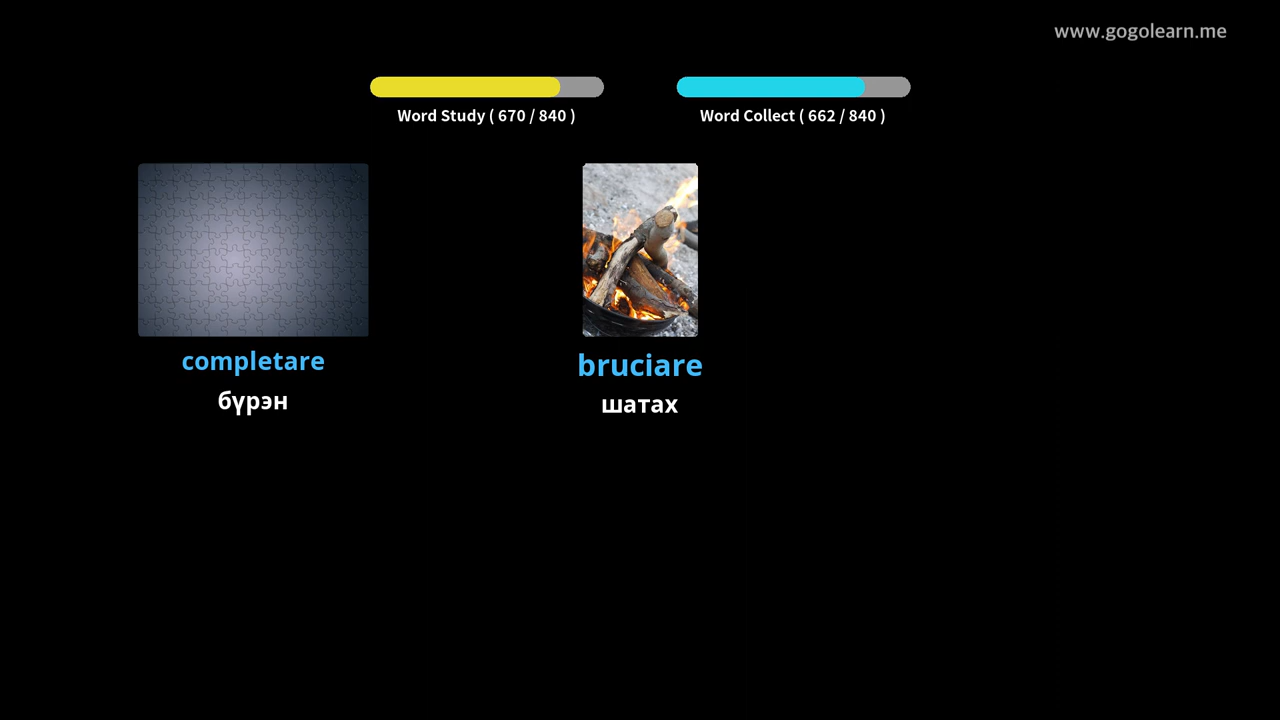 www.gogolearn.me
Word Study ( 670 / 840 )
Word Collect ( 662 / 840 )
completare
бүрэн
bruciare
шатах